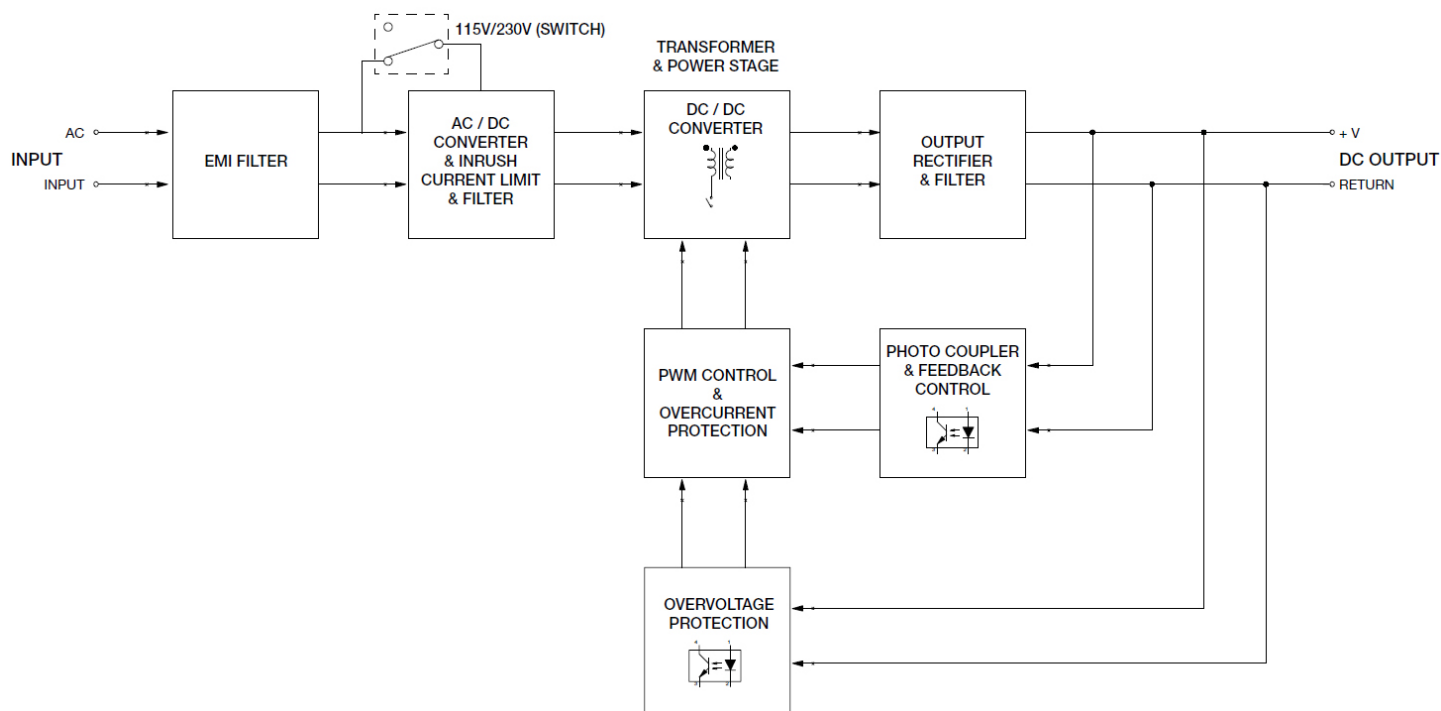 115V/230V (SWITCH)
TRANSFORMER
& POWER STAGE
AC
INPUT
INPUT
EMI FILTER
AC / DC
CONVERTER
& INRUSH
CURRENT LIMIT
& FILTER
DC / DC
CONVERTER
OUTPUT
RECTIFIER
& FILTER
+ V
DC OUTPUT
RETURN
PWM CONTROL
&
OVERCURRENT
PROTECTION
PHOTO COUPLER
& FEEDBACK
CONTROL
OVERVOLTAGE
PROTECTION